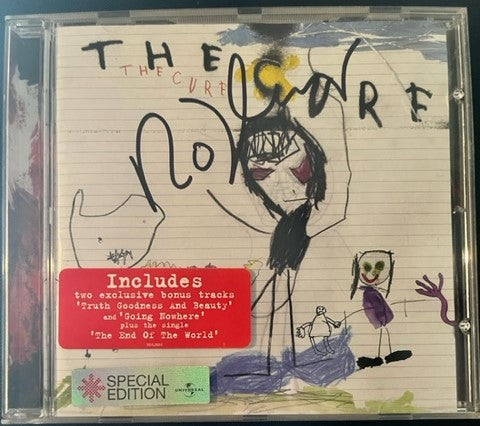 THE CURE
THE CURE
Includes
two exclusive bonus tracks
'Truth Goodness And Beauty'
and 'Going Nowhere'
plus the single
'The End Of The World'
SPECIAL
EDITION
UNIVERSAL